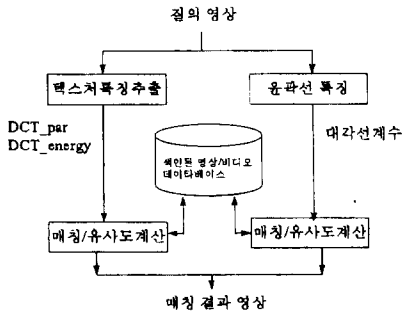 질의 영상
텍스처특징추출
윤곽선 특징
DCT_par
DCT_energy
대각선계수
색인된 영상/비디오
데이타베이스
매칭/유사도계산
매칭/유사도계산
매칭 결과 영상